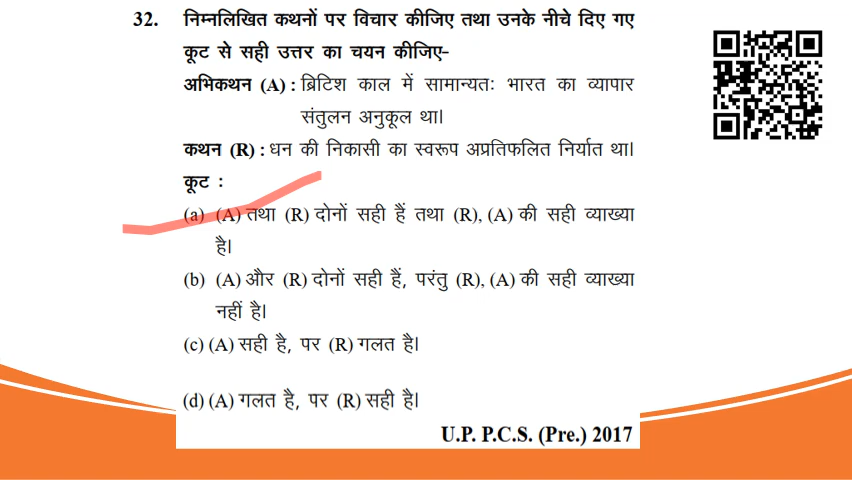 32. निम्नलिखित कथनों पर विचार कीजिए तथा उनके नीचे दिए गए
कूट से सही उत्तर का चयन कीजिए-
अभिकथन (A) : ब्रिटिश काल में सामान्यतः भारत का व्यापार
संतुलन अनुकूल था।
कथन (R) : धन की निकासी का स्वरूप अप्रतिफलित निर्यात था।
कूट :
(a) (A) तथा (R) दोनों सही हैं तथा (R), (A) की सही व्याख्या
है।
(b) (A) और (R) दोनों सही हैं, परंतु (R), (A) की सही व्याख्या
नहीं है।
(c) (A) सही है, पर (R) गलत है।
(d) (A) गलत है, पर (R) सही है।
U.P. P.C.S. (Pre.) 2017